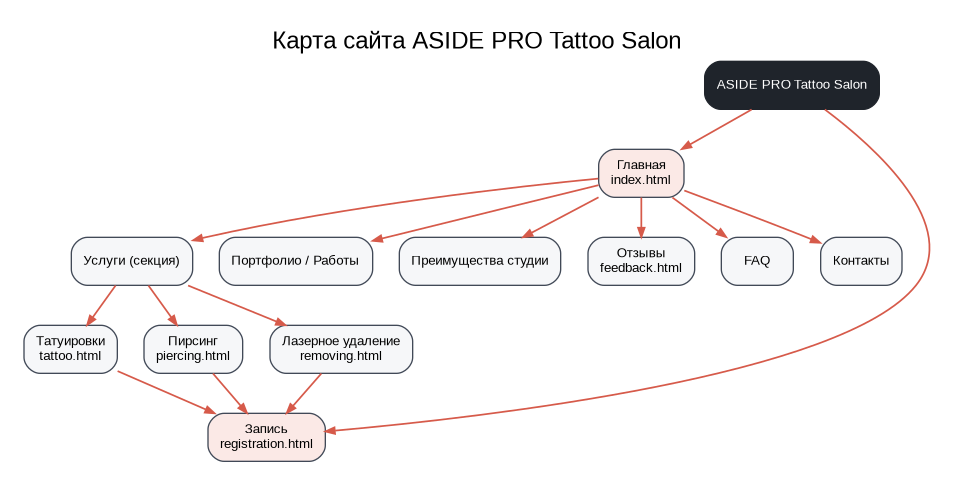 Карта сайта ASIDE PRO Tattoo Salon
ASIDE PRO Tattoo Salon
Главная
index.html
Услуги (секция)
Портфолио / Работы
Преимущества студии
Отзывы
feedback.html
FAQ
Контакты
Татуировки
tattoo.html
Пирсинг
piercing.html
Лазерное удаление
removing.html
Запись
registration.html